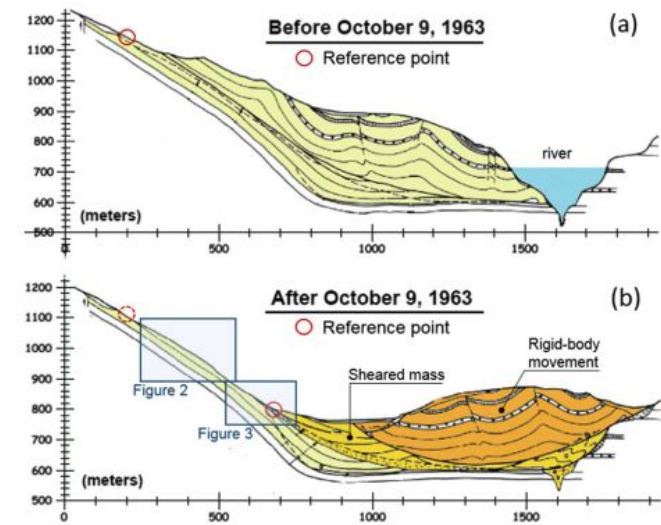 Before October 9, 1963
(a)
Reference point
river
(meters)
1200
1100
1000
900
800
700
600
500
0
500
1000
1500
After October 9, 1963
(b)
Reference point
Rigid-body
movement
Sheared mass
Figure 2
Figure 3
(meters)
1200
1100
1000
900
800
700
600
500
0
500
1000
1500